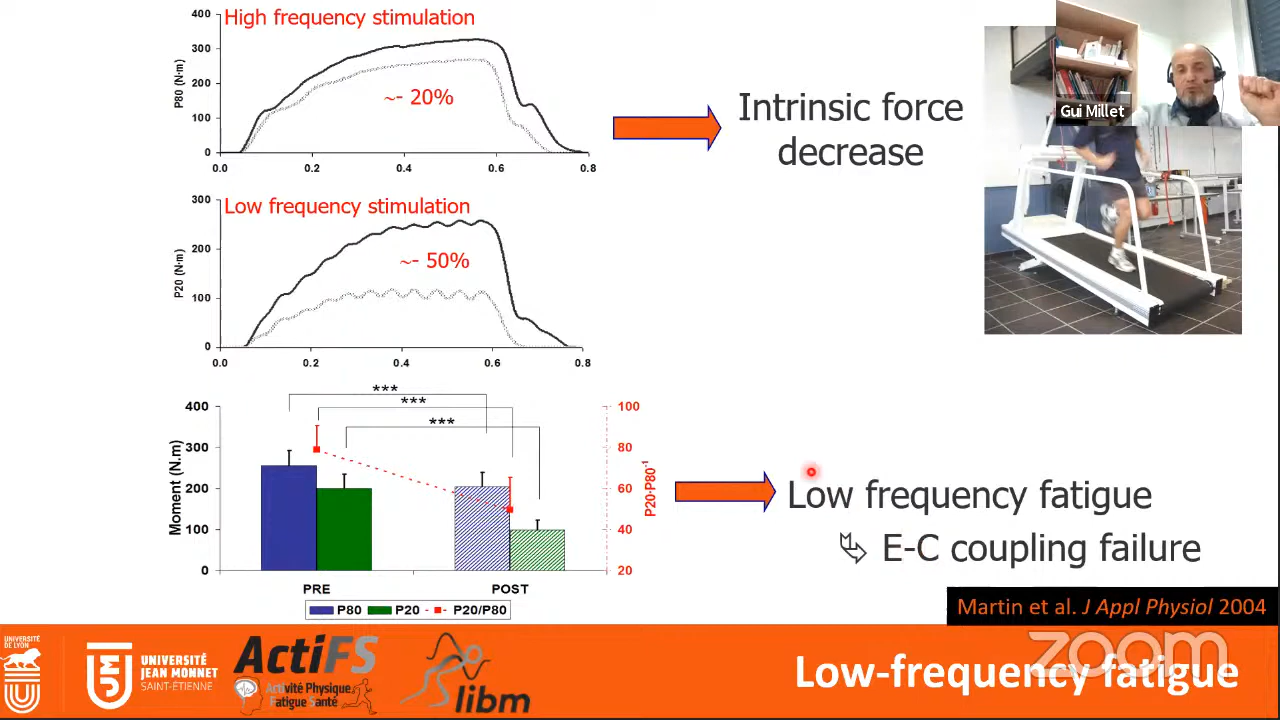 High frequency stimulation
400
300
200
100
0
P80 (N·m)
~- 20%
0.0 0.2 0.4 0.6 0.8
Intrinsic force
decrease
Gui Millet
Low frequency stimulation
300
200
100
0
P20 (N·m)
~- 50%
0.0 0.2 0.4 0.6 0.8
***
***
***
400
300
200
100
0
Moment (N.m)
100
80
60
40
20
P20·P80⁻¹
PRE POST
P80 P20 P20/P80
Low frequency fatigue
E-C coupling failure
Martin et al. J Appl Physiol 2004
zoom
UNIVERSITÉ
DE LYON
UJM
UNIVERSITÉ
JEAN MONNET
SAINT-ÉTIENNE
ActiFS
Activité Physique
Fatigue Santé
libm
Low-frequency fatigue